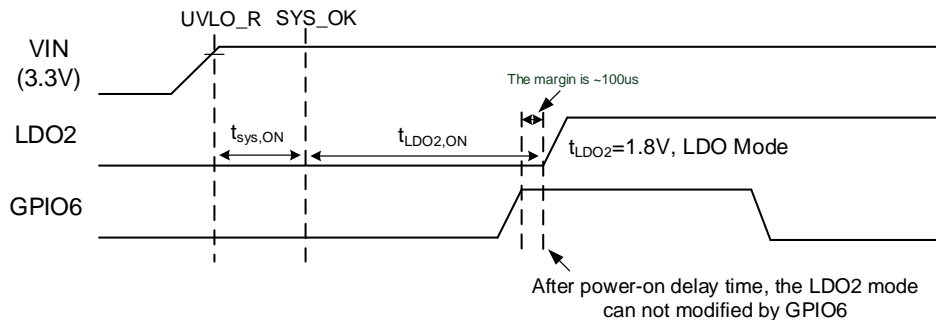 UVLO_R SYS_OK
VIN
(3.3V)
The margin is ~100us
LDO2
tsys,ON
tLDO2,ON
tLDO2=1.8V, LDO Mode
GPIO6
After power-on delay time, the LDO2 mode
can not modified by GPIO6